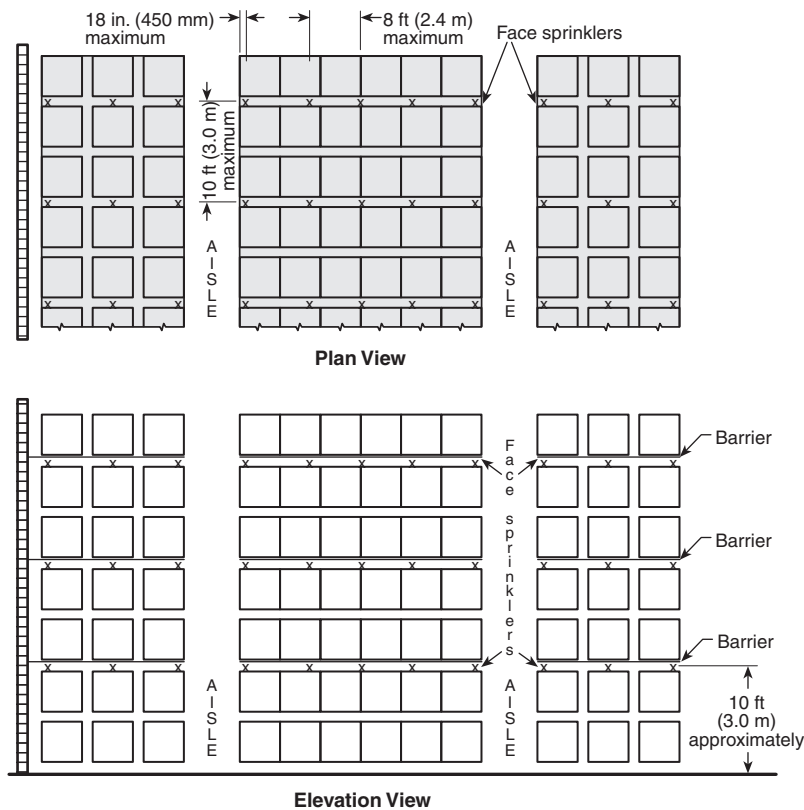 18 in. (450 mm)
maximum
8 ft (2.4 m)
maximum
Face sprinklers
x x x x x x x x x x x
10 ft (3.0 m)
maximum
x x x x x x x x x x x
AISLE
AISLE
x x x x x x x x x x x
Plan View
Face sprinklers
Barrier
x x x x x x x x x x x
Barrier
x x x x x x x x x x x
Barrier
x x x x x x x x x x x
AISLE
AISLE
10 ft
(3.0 m)
approximately
Elevation View